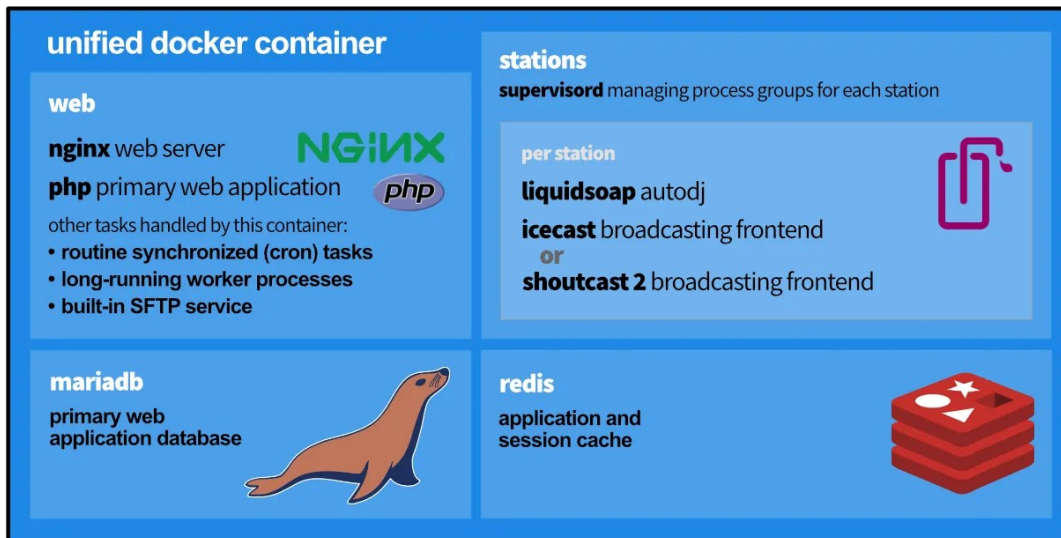 unified docker container
web
nginx web server
NGiNX
php primary web application
php
other tasks handled by this container:
• routine synchronized (cron) tasks
• long-running worker processes
• built-in SFTP service
stations
supervisord managing process groups for each station
per station
liquidsoap autodj
icecast broadcasting frontend
or
shoutcast 2 broadcasting frontend
mariadb
primary web
application database
redis
application and
session cache